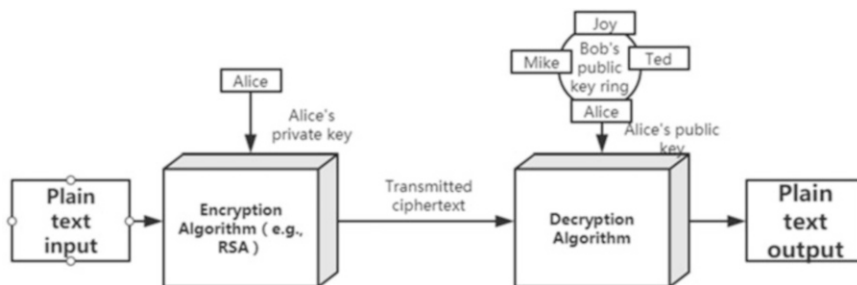 Joy
Bob's
Mike
public
Ted
key ring
Alice
Alice
Alice's
private key
Alice's public
key
Plain
text
input
Encryption
Algorithm ( e.g.,
RSA )
Transmitted
ciphertext
Decryption
Algorithm
Plain
text
output